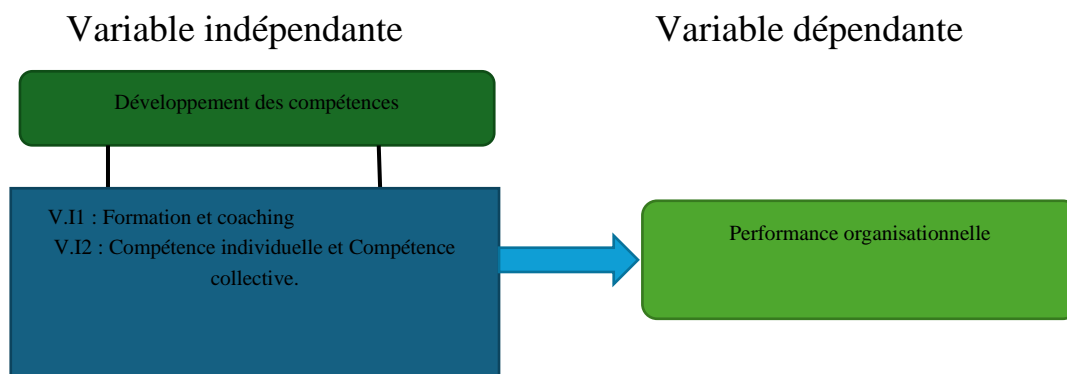 Variable indépendante
Variable dépendante
Développement des compétences
V.I1 : Formation et coaching
V.I2 : Compétence individuelle et Compétence
collective.
Performance organisationnelle